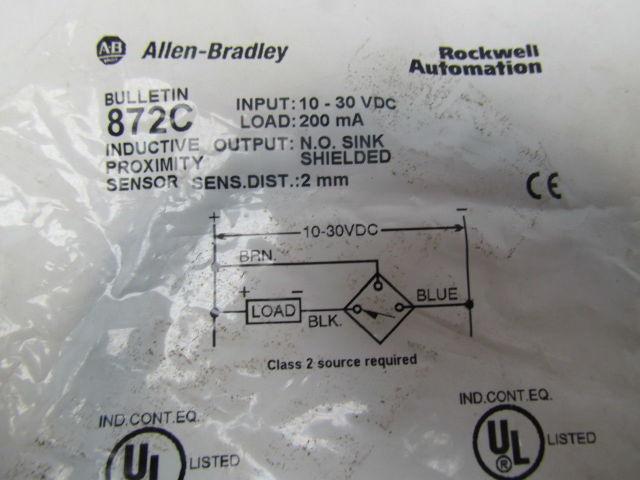 A-B Allen-Bradley
Rockwell
Automation
BULLETIN
872C
INDUCTIVE
PROXIMITY
SENSOR
INPUT: 10 - 30 VDC
LOAD: 200 mA
OUTPUT: N.O. SINK
SHIELDED
SENS.DIST.:2 mm
CE
+ −
10-30VDC
BRN.
+ −
LOAD
BLK.
BLUE
Class 2 source required
IND.CONT.EQ.
UL LISTED
IND.CONT.EQ.
UL ® LISTED